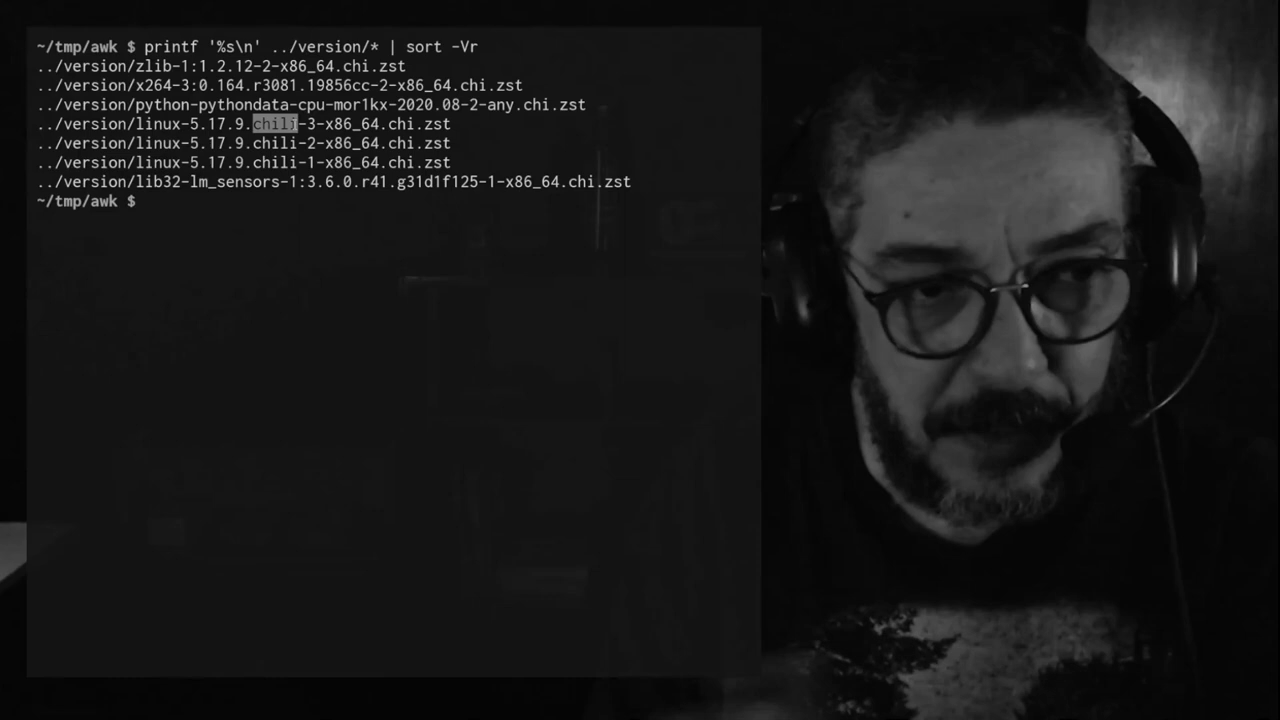 ~/tmp/awk $ printf '%s\n' ../version/* | sort -Vr
../version/zlib-1:1.2.12-2-x86_64.chi.zst
../version/x264-3:0.164.r3081.19856cc-2-x86_64.chi.zst
../version/python-pythondata-cpu-mor1kx-2020.08-2-any.chi.zst
../version/linux-5.17.9.chili-3-x86_64.chi.zst
../version/linux-5.17.9.chili-2-x86_64.chi.zst
../version/linux-5.17.9.chili-1-x86_64.chi.zst
../version/lib32-lm_sensors-1:3.6.0.r41.g31d1f125-1-x86_64.chi.zst
~/tmp/awk $